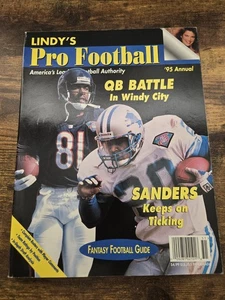 LINDY'S
Pro Football
America's Football Authority
'95 Annual
QB BATTLE
In Windy City
81
20
SANDERS
Keeps on
Ticking
FANTASY FOOTBALL GUIDE